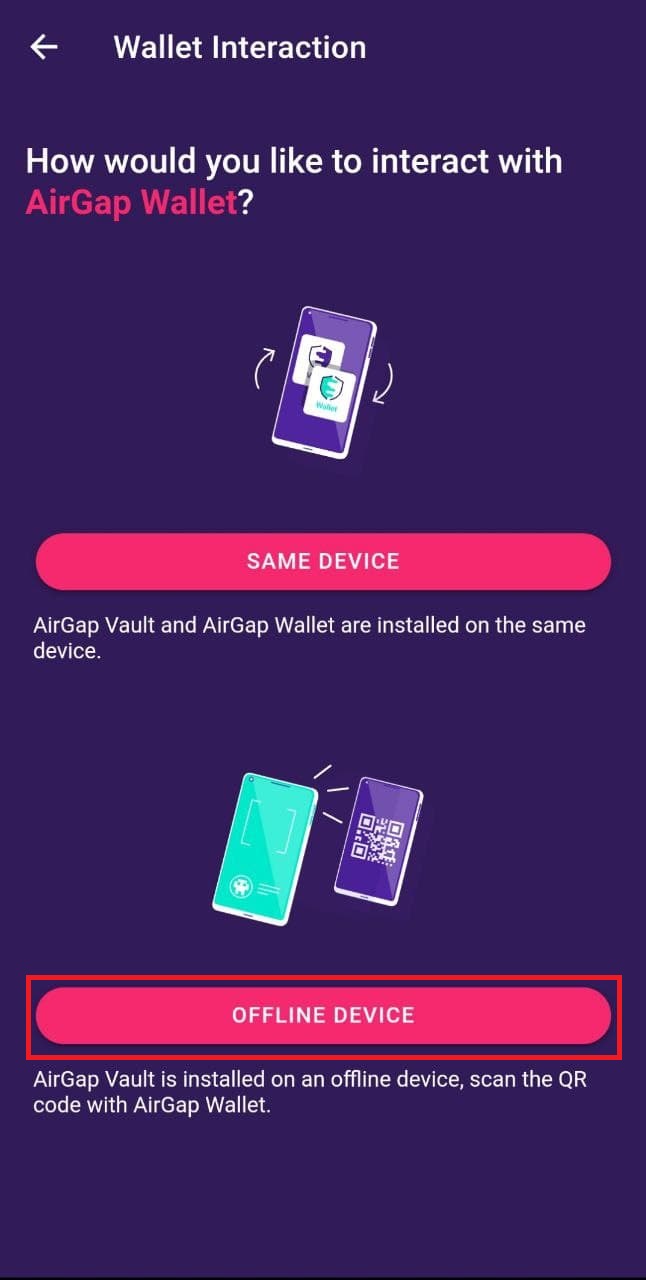 Wallet Interaction
How would you like to interact with
AirGap Wallet?
Wallet
SAME DEVICE
AirGap Vault and AirGap Wallet are installed on the same
device.
OFFLINE DEVICE
AirGap Vault is installed on an offline device, scan the QR
code with AirGap Wallet.